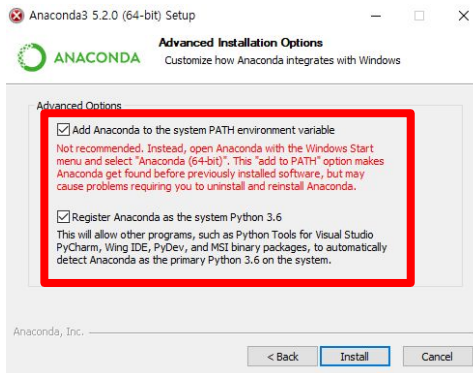 Anaconda3 5.2.0 (64-bit) Setup
ANACONDA
Advanced Installation Options
Customize how Anaconda integrates with Windows
Advanced Options
Add Anaconda to the system PATH environment variable
Not recommended. Instead, open Anaconda with the Windows Start
menu and select "Anaconda (64-bit)". This "add to PATH" option makes
Anaconda get found before previously installed software, but may
cause problems requiring you to uninstall and reinstall Anaconda.
Register Anaconda as the system Python 3.6
This will allow other programs, such as Python Tools for Visual Studio
PyCharm, Wing IDE, PyDev, and MSI binary packages, to automatically
detect Anaconda as the primary Python 3.6 on the system.
Anaconda, Inc.
< Back
Install
Cancel